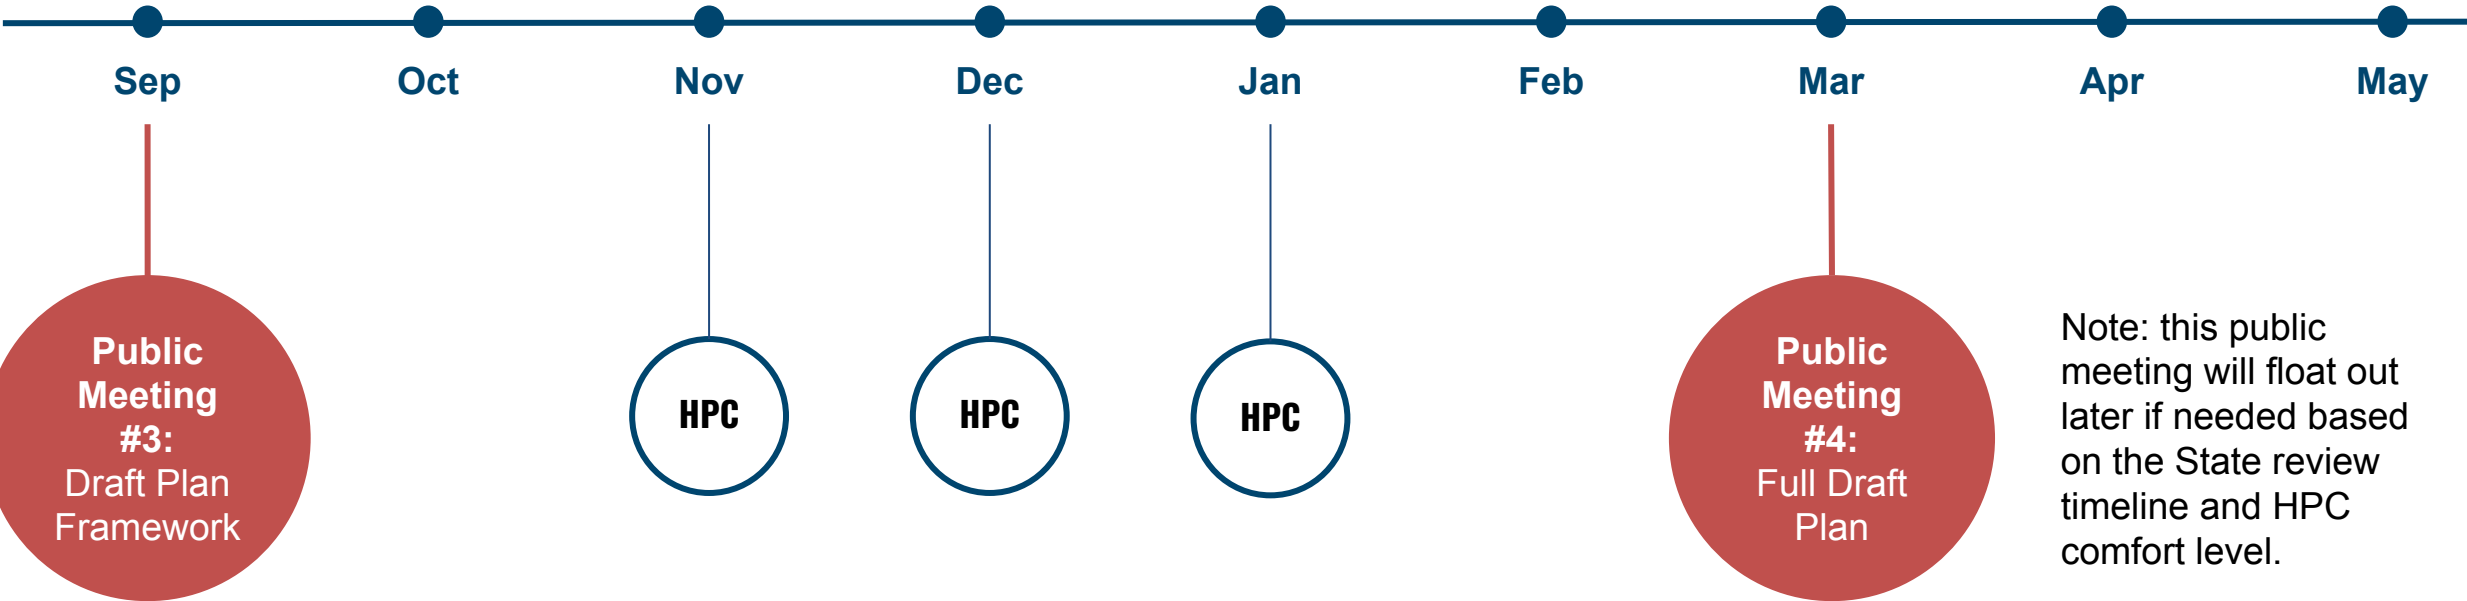 Sep
Oct
Nov
Dec
Jan
Feb
Mar
Apr
May
Public
Meeting
#3:
Draft Plan
Framework
HPC
HPC
HPC
Public
Meeting
#4:
Full Draft
Plan
Note: this public
meeting will float out
later if needed based
on the State review
timeline and HPC
comfort level.